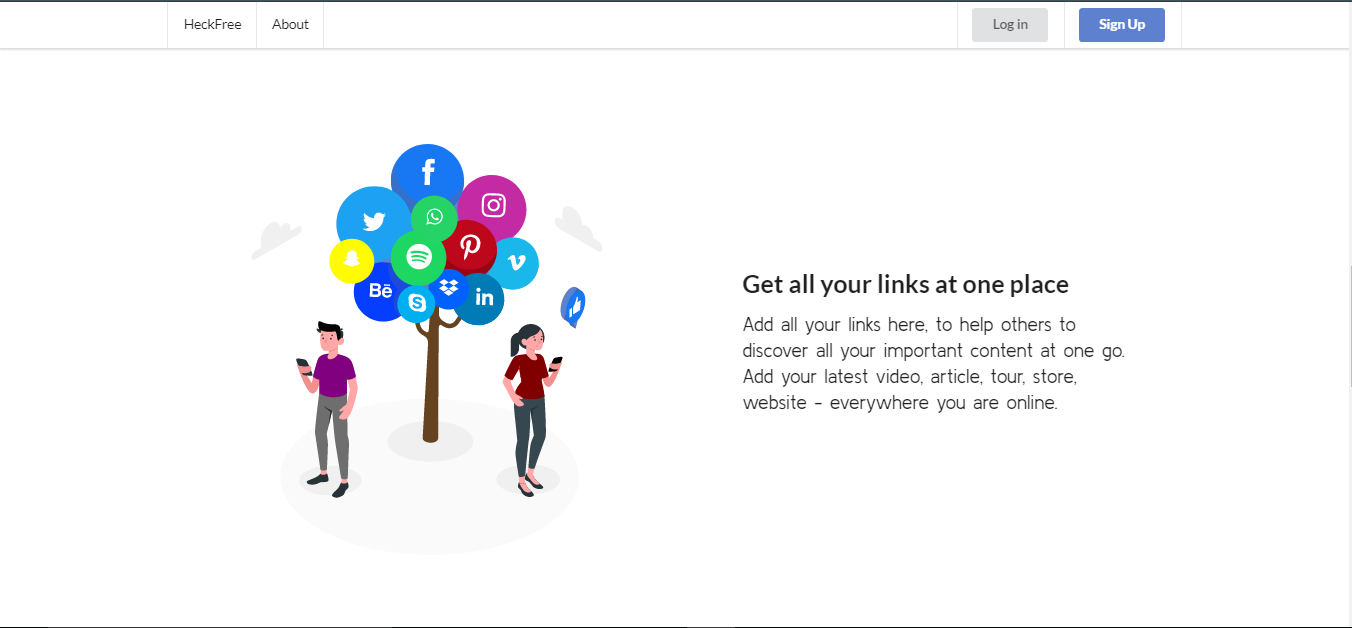 HeckFree
About
Log in
Sign Up
Bē
in
Get all your links at one place
Add all your links here, to help others to
discover all your important content at one go.
Add your latest video, article, tour, store,
website - everywhere you are online.